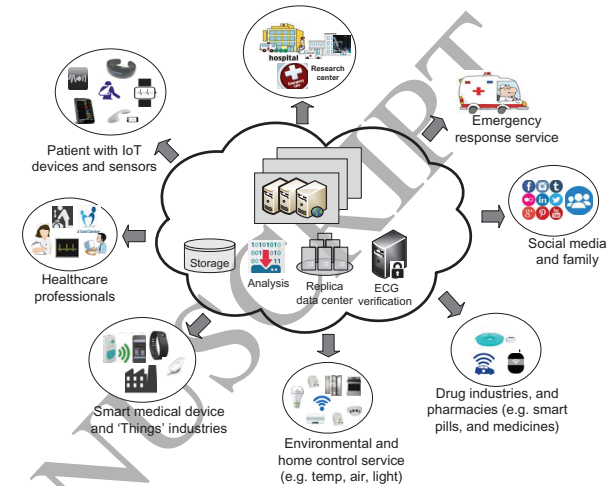 hospital
Research
center
Emergency
response service
Patient with IoT
devices and sensors
Social media
and family
Healthcare
professionals
Storage
Analysis
Replica
data center
ECG
verification
Smart medical device
and 'Things' industries
Environmental and
home control service
(e.g. temp, air, light)
Drug industries, and
pharmacies (e.g. smart
pills, and medicines)
NUSCRIPT